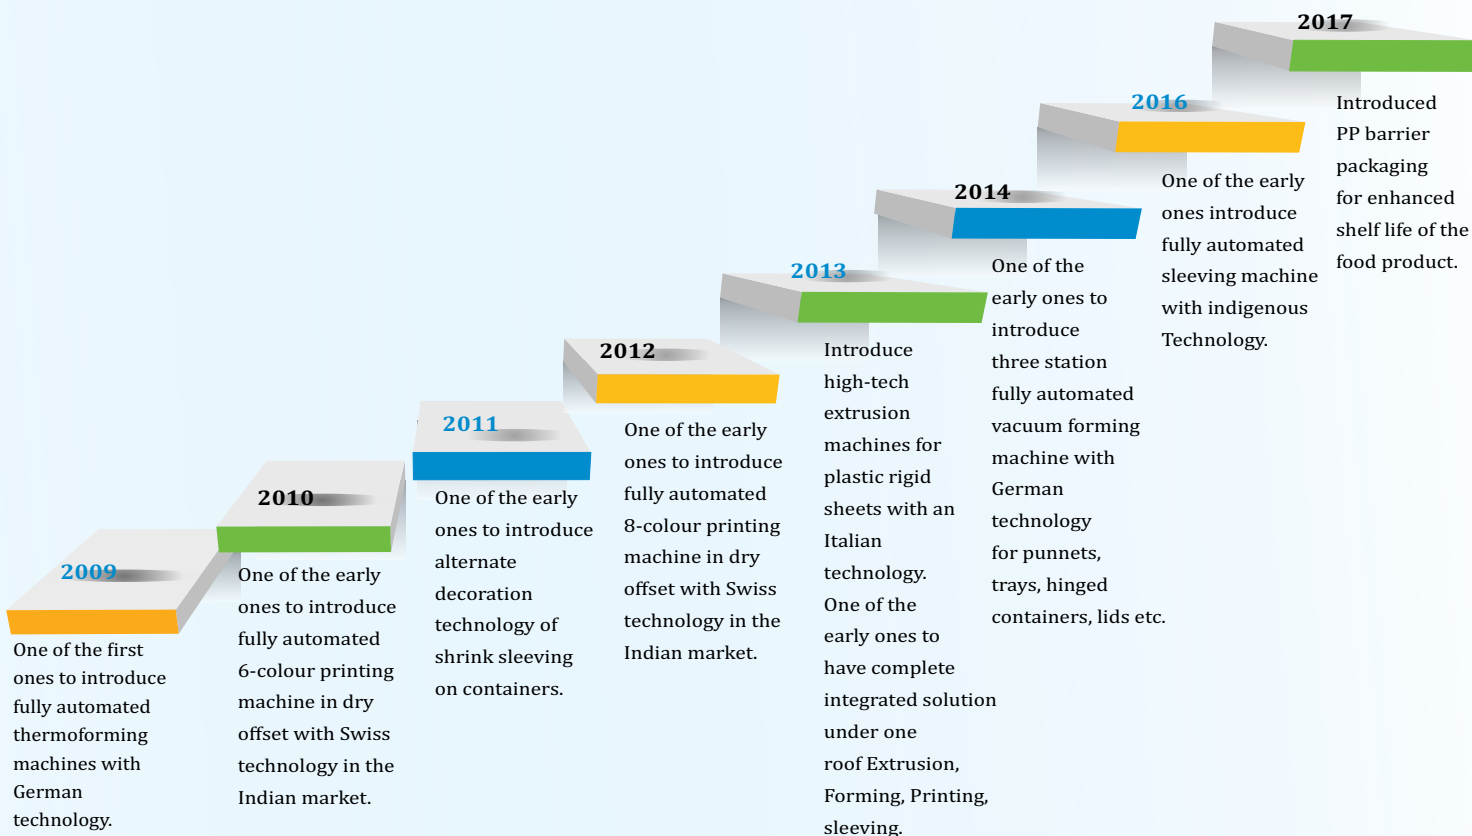 2009
One of the first
ones to introduce
fully automated
thermoforming
machines with
German
technology.
2010
One of the early
ones to introduce
fully automated
6-colour printing
machine in dry
offset with Swiss
technology in the
Indian market.
2011
One of the early
ones to introduce
alternate
decoration
technology of
shrink sleeving
on containers.
2012
One of the early
ones to introduce
fully automated
8-colour printing
machine in dry
offset with Swiss
technology in the
Indian market.
2013
Introduce
high-tech
extrusion
machines for
plastic rigid
sheets with an
Italian
technology.
One of the
early ones to
have complete
integrated solution
under one
roof Extrusion,
Forming, Printing,
sleeving.
2014
One of the
early ones to
introduce
three station
fully automated
vacuum forming
machine with
German
technology
for punnets,
trays, hinged
containers, lids etc.
2016
One of the early
ones introduce
fully automated
sleeving machine
with indigenous
Technology.
2017
Introduced
PP barrier
packaging
for enhanced
shelf life of the
food product.